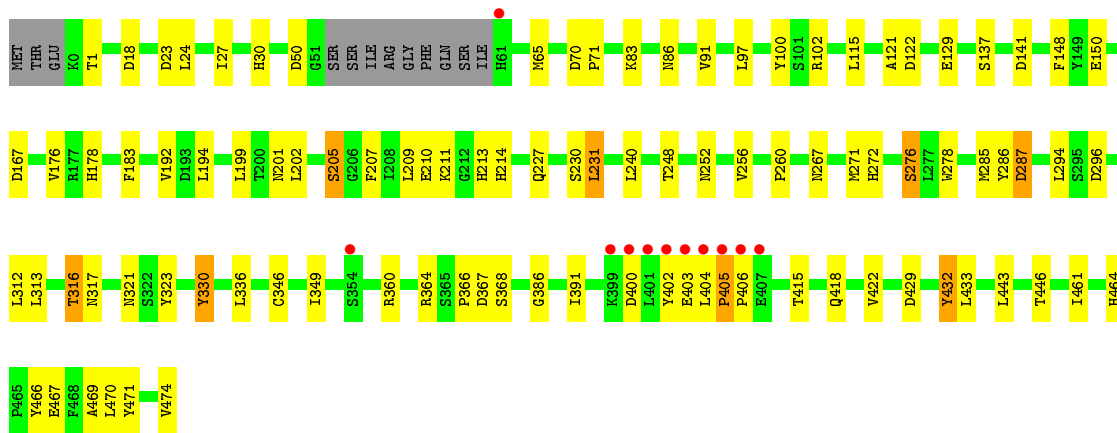 MET THR GLU K0 T1 D18 D23 L24 I27 H30 D50 G51 SER SER ILE ARG GLY PHE GLN SER ILE H61 M65 D70 P71 K83 N86 V91 L97 Y100 S101 R102 L115 A121 D122 E129 S137 D141 F148 Y149 E150
D167 V176 R177 H178 F183 V192 D193 L194 L199 T200 N201 L202 S205 G206 F207 I208 L209 E210 K211 G212 H213 H214 Q227 S230 L231 L240 T248 N252 V256 P260 N267 M271 H272 S276 L277 W278 M285 Y286 D287 L294 S295 D296
L312 L313 T316 N317 N321 S322 Y323 Y330 L336 C346 I349 S354 R360 R364 S365 P366 D367 S368 G386 I391 K399 D400 L401 Y402 E403 L404 P405 P406 E407 T415 Q418 V422 D429 Y432 L433 L443 T446 I461 H464
P465 Y466 E467 F468 A469 L470 Y471 V474